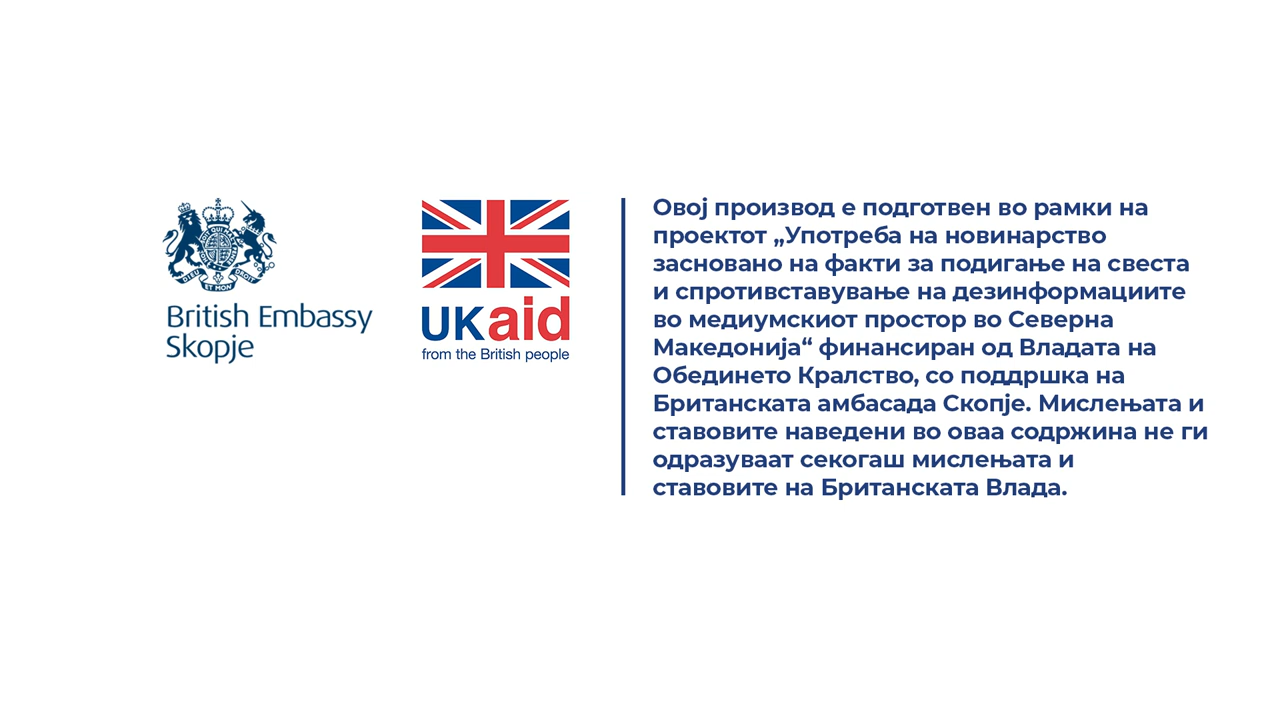 British Embassy
Skopje
UKaid
from the British people
Овој производ е подготвен во рамки на
проектот „Употреба на новинарство
засновано на факти за подигање на свеста
и спротивставување на дезинформациите
во медиумскиот простор во Северна
Македонија“ финансиран од Владата на
Обединето Кралство, со поддршка на
Британската амбасада Скопје. Мислењата и
ставовите наведени во оваа содржина не ги
одразуваат секогаш мислењата и
ставовите на Британската Влада.